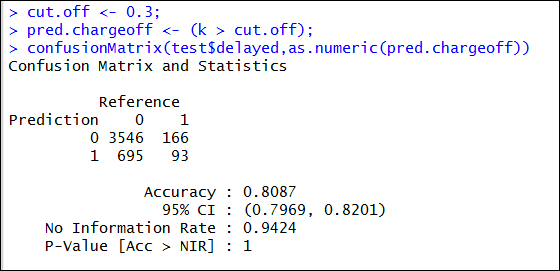 > cut.off <- 0.3;
> pred.chargeoff <- (k > cut.off);
> confusionMatrix(test$delayed,as.numeric(pred.chargeoff))
Confusion Matrix and Statistics
Reference
Prediction 0 1
0 3546 166
1 695 93
Accuracy : 0.8087
95% CI : (0.7969, 0.8201)
No Information Rate : 0.9424
P-Value [Acc > NIR] : 1